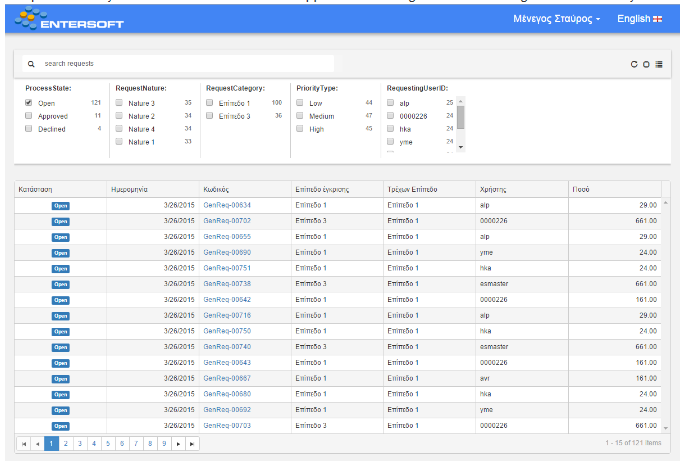 ENTERSOFT
Μένεγος Σταύρος English
search requests
ProcessState: RequestNature: RequestCategory: PriorityType: RequestingUserID:
Open 121 Nature 3 35 Επίπεδο 1 100 Low 44 alp 25
Approved 11 Nature 2 34 Επίπεδο 3 36 Medium 47 0000226 24
Declined 4 Nature 4 34 High 45 hka 24
Nature 1 33 yme 24
Κατάσταση Ημερομηνία Κωδικός Επίπεδο έγκρισης Τρέχων Επίπεδο Χρήστης Ποσό
Open 3/26/2015 GenReq-00634 Επίπεδο 1 Επίπεδο 1 alp 29.00
Open 3/26/2015 GenReq-00702 Επίπεδο 3 Επίπεδο 1 0000226 661.00
Open 3/26/2015 GenReq-00655 Επίπεδο 1 Επίπεδο 1 alp 29.00
Open 3/26/2015 GenReq-00690 Επίπεδο 1 Επίπεδο 1 yme 24.00
Open 3/26/2015 GenReq-00751 Επίπεδο 1 Επίπεδο 1 hka 24.00
Open 3/26/2015 GenReq-00738 Επίπεδο 3 Επίπεδο 1 esmaster 661.00
Open 3/26/2015 GenReq-00642 Επίπεδο 1 Επίπεδο 1 0000226 161.00
Open 3/26/2015 GenReq-00716 Επίπεδο 1 Επίπεδο 1 alp 29.00
Open 3/26/2015 GenReq-00750 Επίπεδο 1 Επίπεδο 1 hka 24.00
Open 3/26/2015 GenReq-00740 Επίπεδο 3 Επίπεδο 1 esmaster 661.00
Open 3/26/2015 GenReq-00643 Επίπεδο 1 Επίπεδο 1 0000226 161.00
Open 3/26/2015 GenReq-00667 Επίπεδο 1 Επίπεδο 1 avr 161.00
Open 3/26/2015 GenReq-00680 Επίπεδο 1 Επίπεδο 1 hka 24.00
Open 3/26/2015 GenReq-00692 Επίπεδο 1 Επίπεδο 1 yme 24.00
Open 3/26/2015 GenReq-00703 Επίπεδο 3 Επίπεδο 1 0000226 661.00
1 2 3 4 5 6 7 8 9 1 - 15 of 121 items